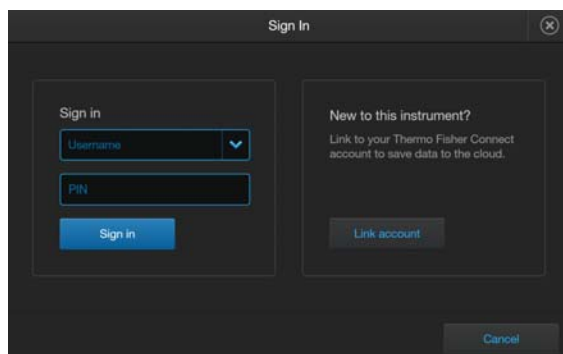 Sign In
Sign in
Username
PIN
Sign in
New to this instrument?
Link to your Thermo Fisher Connect
account to save data to the cloud.
Link account
Cancel